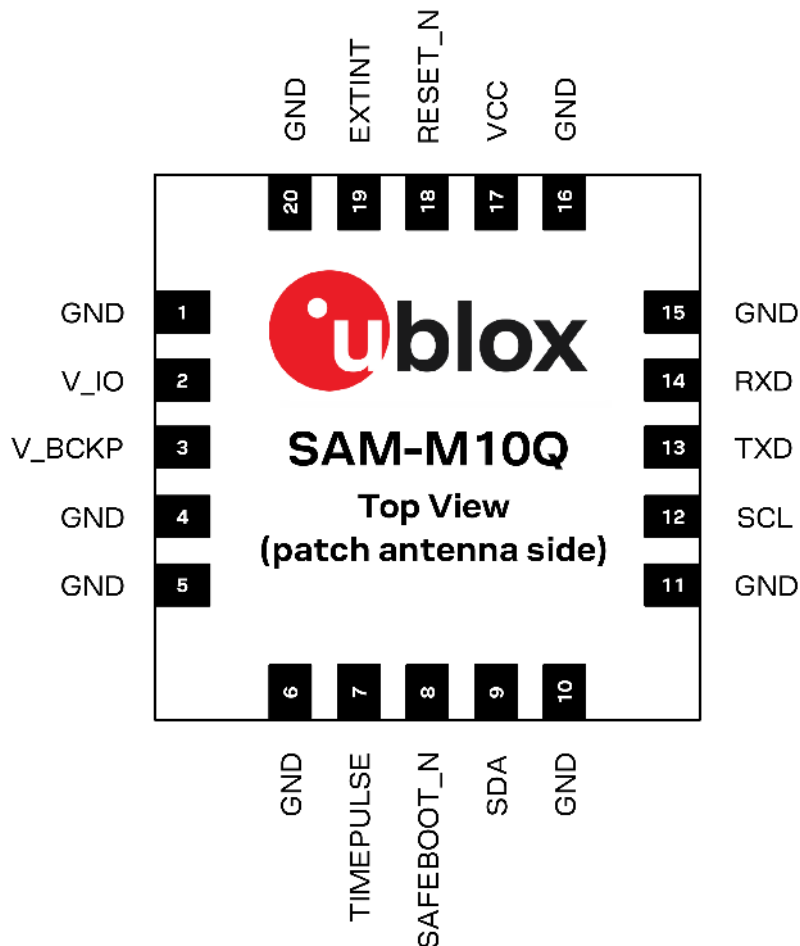 GND EXTINT RESET_N VCC GND
20 19 18 17 16
GND 1 15 GND
V_IO 2 14 RXD
V_BCKP 3 13 TXD
GND 4 12 SCL
GND 5 11 GND
ublox
SAM-M10Q
Top View
(patch antenna side)
6 7 8 9 10
GND TIMEPULSE SAFEBOOT_N SDA GND